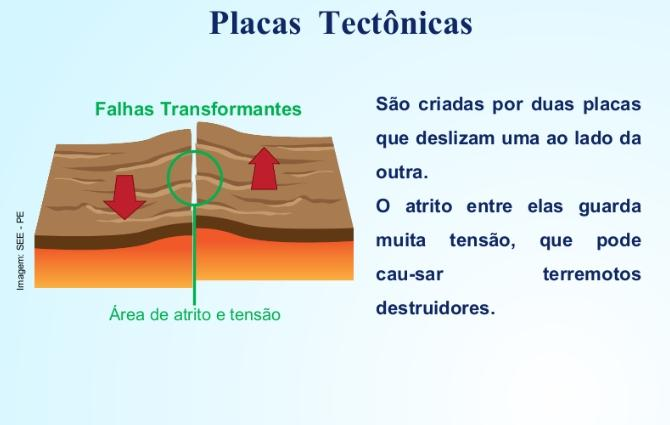 Placas Tectônicas
Falhas Transformantes
São criadas por duas placas
que deslizam uma ao lado da
outra.
O atrito entre elas guarda
muita tensão, que pode
cau-sar terremotos
destruidores.
Imagem: SEE - PE
Área de atrito e tensão